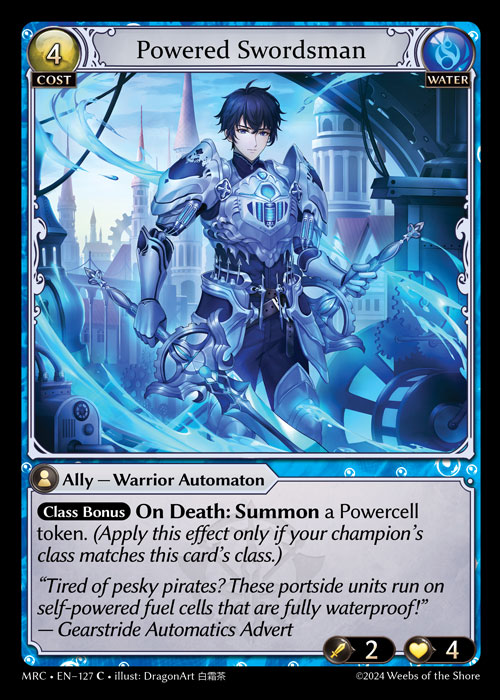 4
COST
Powered Swordsman
WATER
Ally — Warrior Automaton
Class Bonus On Death: Summon a Powercell
token. (Apply this effect only if your champion's
class matches this card's class.)
“Tired of pesky pirates? These portside units run on
self-powered fuel cells that are fully waterproof!”
— Gearstride Automatics Advert
2
4
MRC • EN–127 C • illust: DragonArt 白霜茶
©2024 Weebs of the Shore